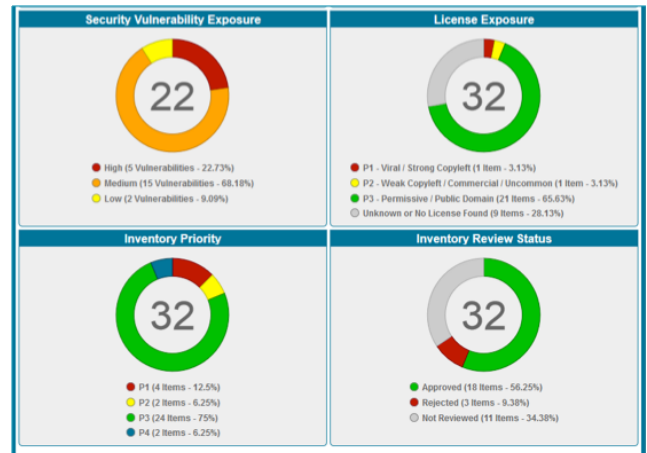 Security Vulnerability Exposure
22
High (5 Vulnerabilities - 22.73%)
Medium (15 Vulnerabilities - 68.18%)
Low (2 Vulnerabilities - 9.09%)
License Exposure
32
P1 - Viral / Strong Copyleft (1 Item - 3.13%)
P2 - Weak Copyleft / Commercial / Uncommon (1 Item - 3.13%)
P3 - Permissive / Public Domain (21 Items - 65.63%)
Unknown or No License Found (9 Items - 28.13%)
Inventory Priority
32
P1 (4 Items - 12.5%)
P2 (2 Items - 6.25%)
P3 (24 Items - 75%)
P4 (2 Items - 6.25%)
Inventory Review Status
32
Approved (18 Items - 56.25%)
Rejected (3 Items - 9.38%)
Not Reviewed (11 Items - 34.38%)